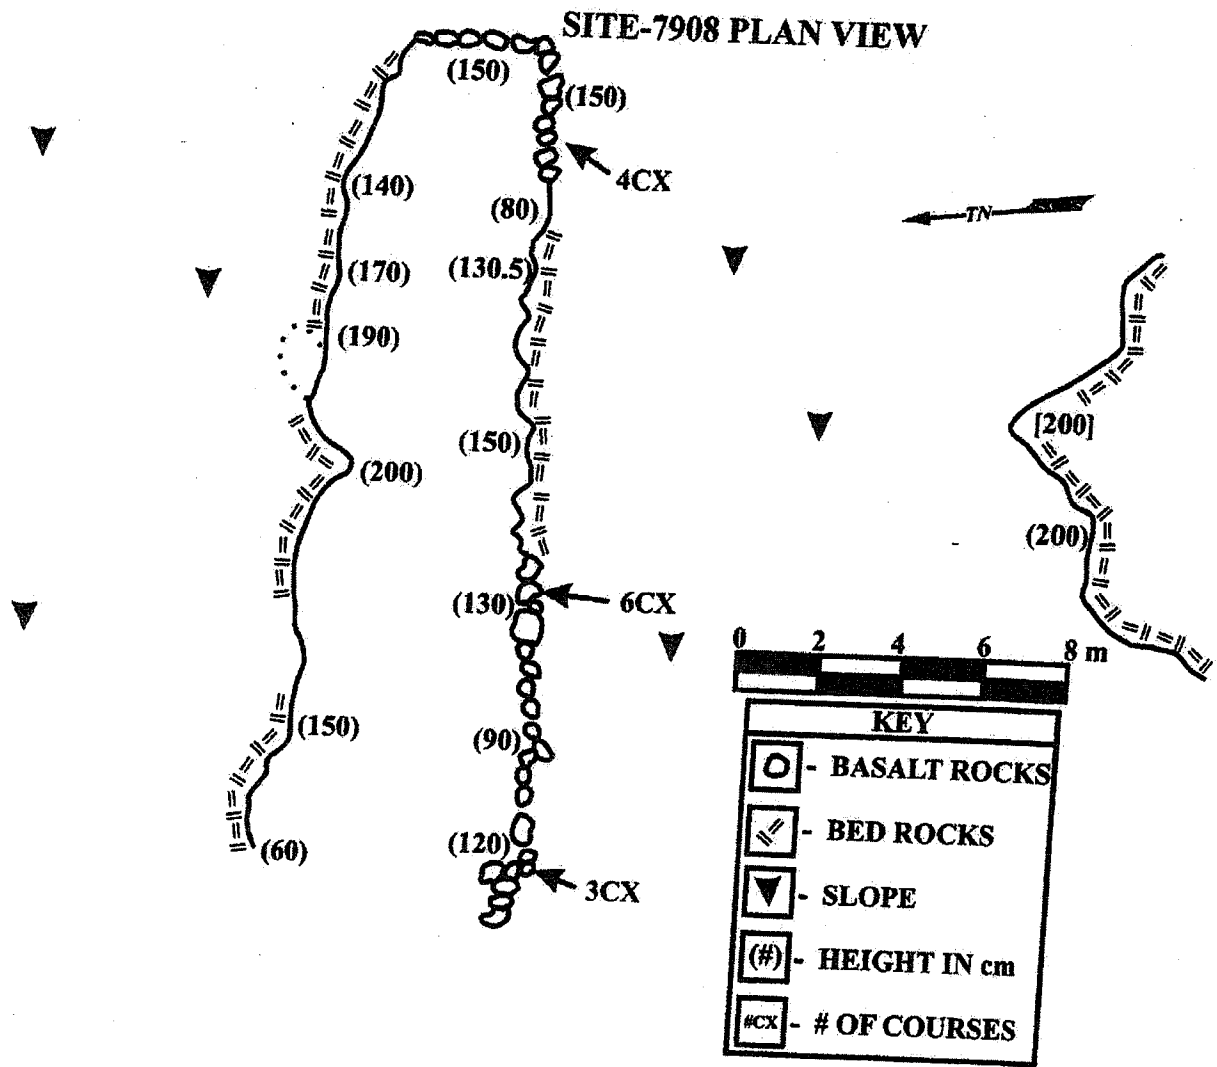 SITE-7908 PLAN VIEW
(150)
(150)
4CX
(140)
(80)
TN
(170)
(130.5)
(190)
[200]
(150)
(200)
(200)
(130)
6CX
0 2 4 6 8 m
(150)
(90)
KEY
- BASALT ROCKS
- BED ROCKS
(120)
(60)
3CX
- SLOPE
(#) - HEIGHT IN cm
#CX - # OF COURSES